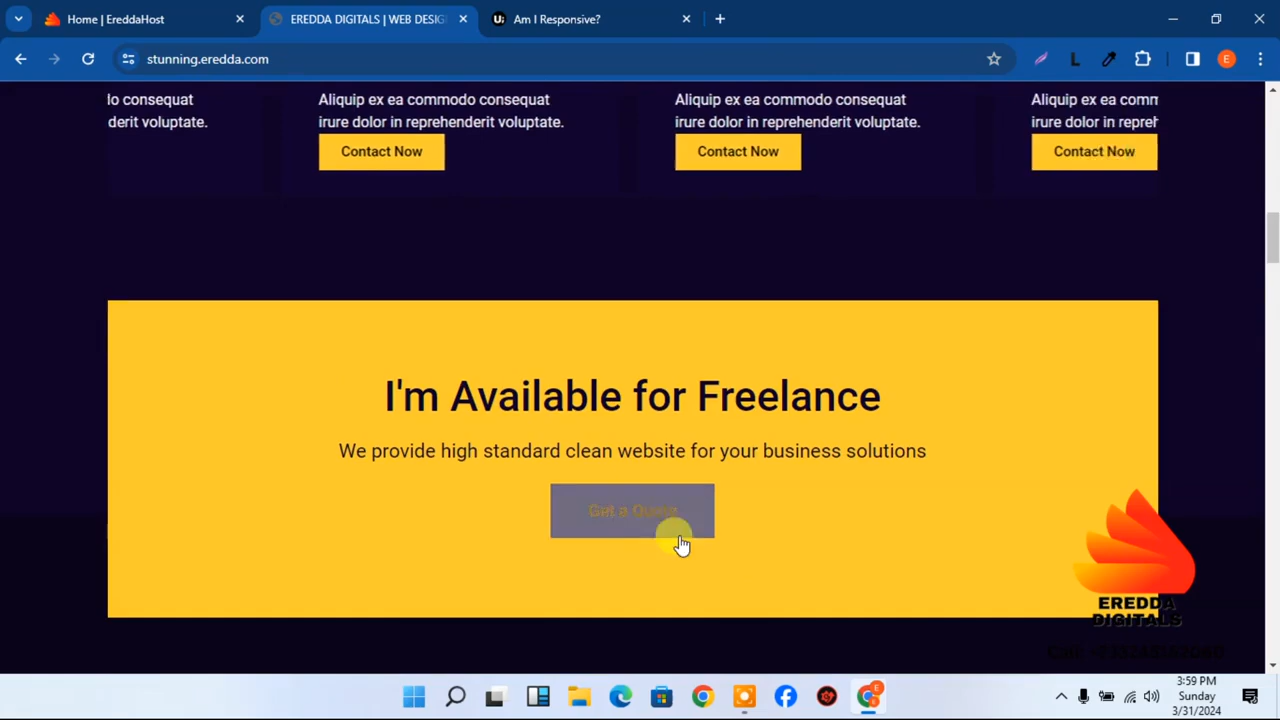 Home | EreddaHost
EREDDA DIGITALS | WEB DESIG
Am I Responsive?
stunning.eredda.com
E
lo consequat
derit voluptate.
Aliquip ex ea commodo consequat
irure dolor in reprehenderit voluptate.
Contact Now
Aliquip ex ea commodo consequat
irure dolor in reprehenderit voluptate.
Contact Now
Aliquip ex ea comm
irure dolor in repreh
Contact Now
I'm Available for Freelance
We provide high standard clean website for your business solutions
Get a Quote
EREDDA
DIGITALS
3:59 PM
Sunday
3/31/2024